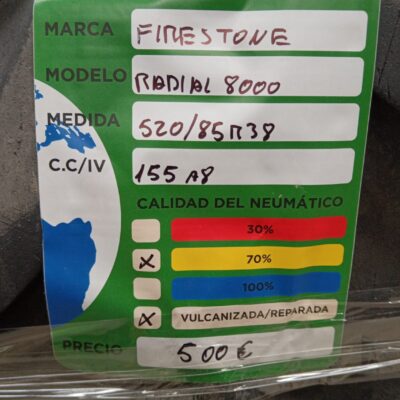 MARCA FIRESTONE
MODELO RADIAL 8000
MEDIDA 520/85R38
C.C/IV 155 A8
CALIDAD DEL NEUMÁTICO
30%
X 70%
100%
X VULCANIZADA/REPARADA
PRECIO 500 €